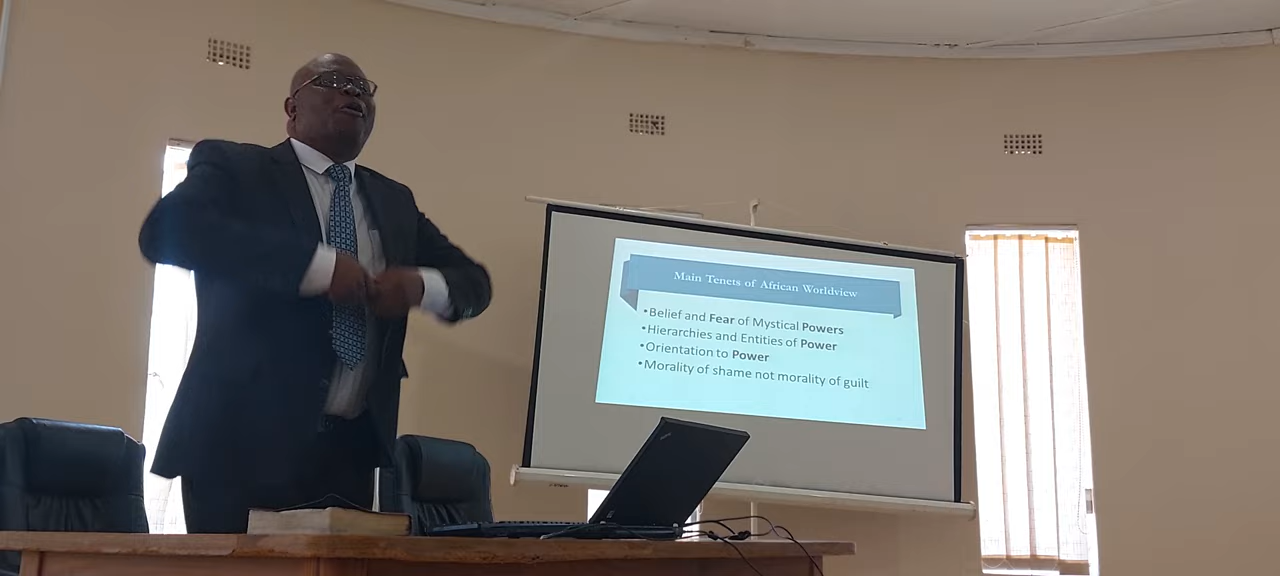 Main Tenets of African Worldview
•Belief and Fear of Mystical Powers
•Hierarchies and Entities of Power
•Orientation to Power
•Morality of shame not morality of guilt